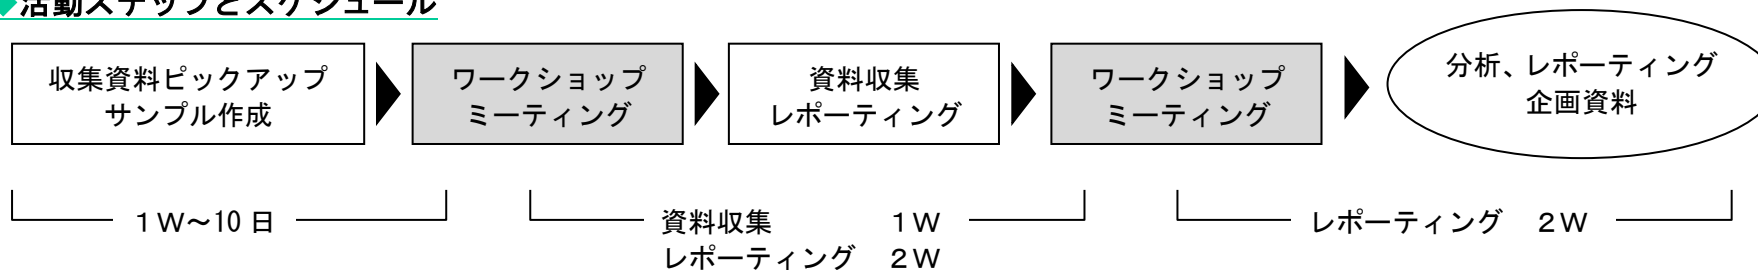 ◆活動ステップとスケジュール
収集資料ピックアップ
サンプル作成
ワークショップ
ミーティング
資料収集
レポーティング
ワークショップ
ミーティング
分析、レポーティング
企画資料
１Ｗ～10 日
資料収集　　　　１Ｗ
レポーティング　２Ｗ
レポーティング　２Ｗ